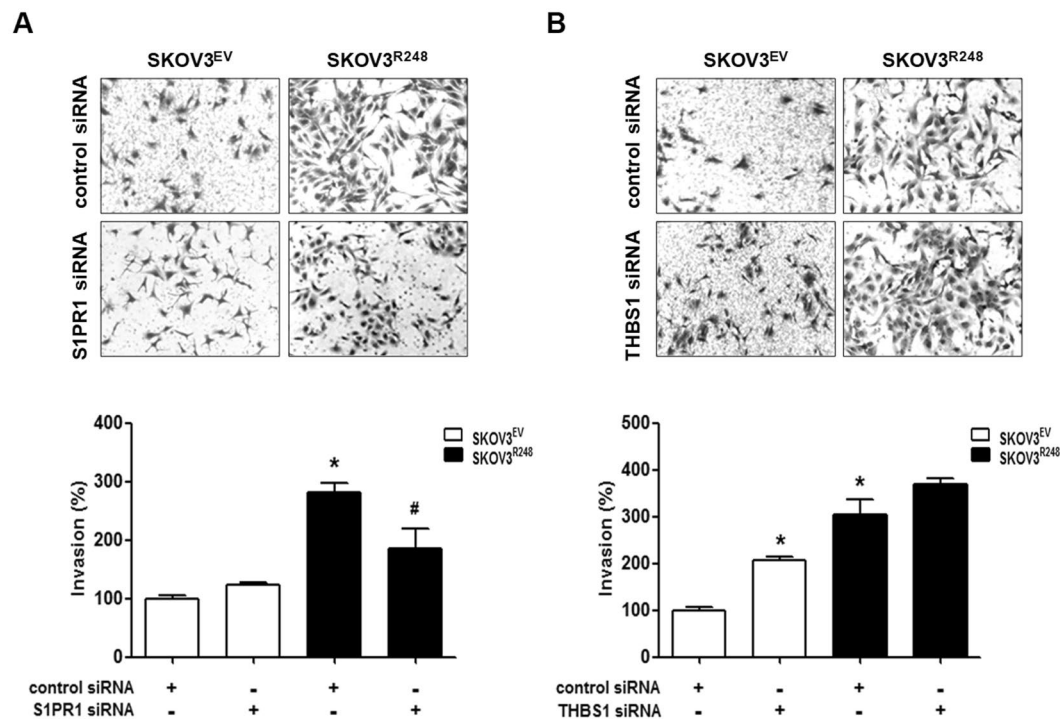 A
SKOV3EV SKOV3R248
control siRNA
S1PR1 siRNA
400
300
200
100
0
Invasion (%)
SKOV3EV
SKOV3R248
*
#
control siRNA + - + -
S1PR1 siRNA - + - +
B
SKOV3EV SKOV3R248
control siRNA
THBS1 siRNA
500
400
300
200
100
0
Invasion (%)
SKOV3EV
SKOV3R248
*
*
control siRNA + - + -
THBS1 siRNA - + - +